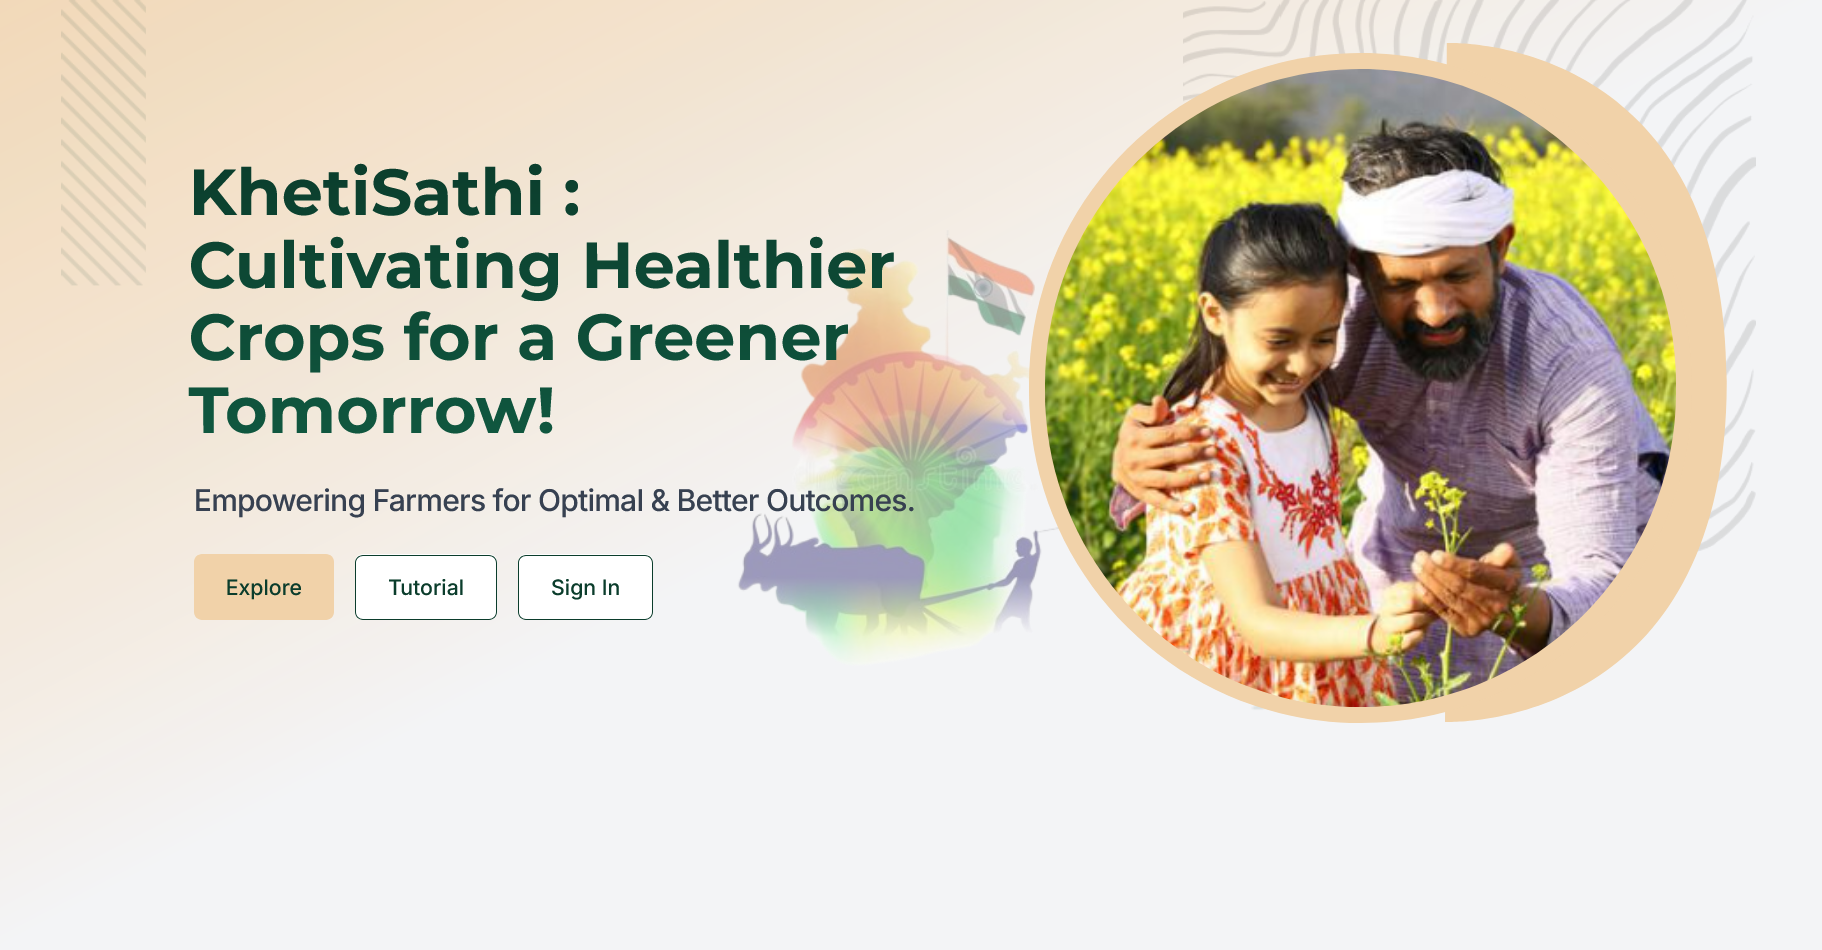 KhetiSathi :
Cultivating Healthier
Crops for a Greener
Tomorrow!
Empowering Farmers for Optimal & Better Outcomes.
Explore
Tutorial
Sign In